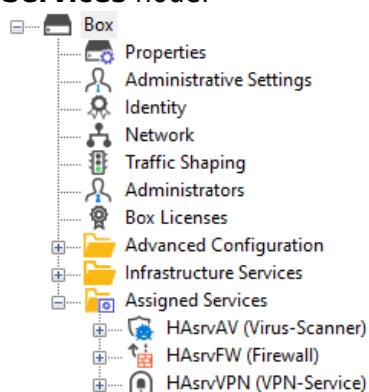 Services node.
Box
Properties
Administrative Settings
Identity
Network
Traffic Shaping
Administrators
Box Licenses
Advanced Configuration
Infrastructure Services
Assigned Services
HAsrvAV (Virus-Scanner)
HAsrvFW (Firewall)
HAsrvVPN (VPN-Service)